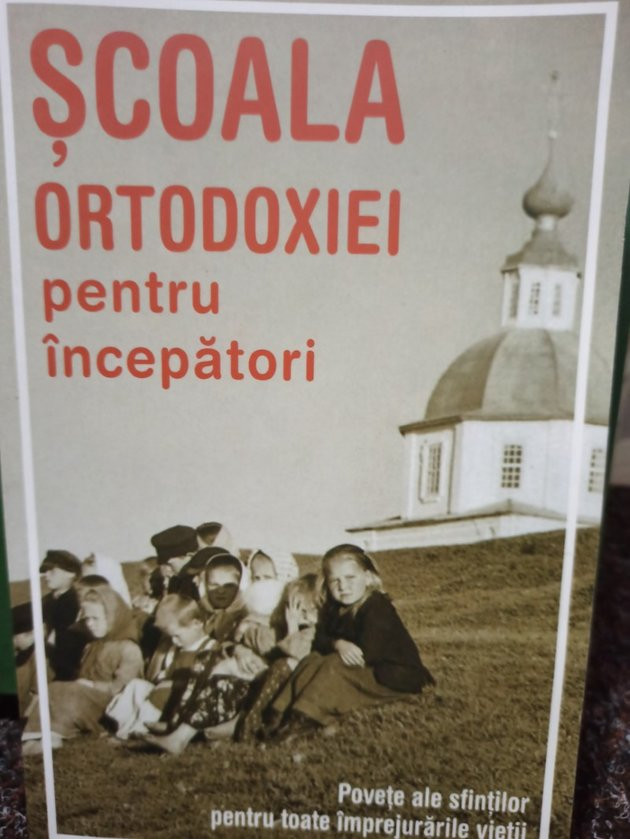 ȘCOALA
ORTODOXIEI
pentru
începători
Povețe ale sfinților
pentru toate împrejurările vieții